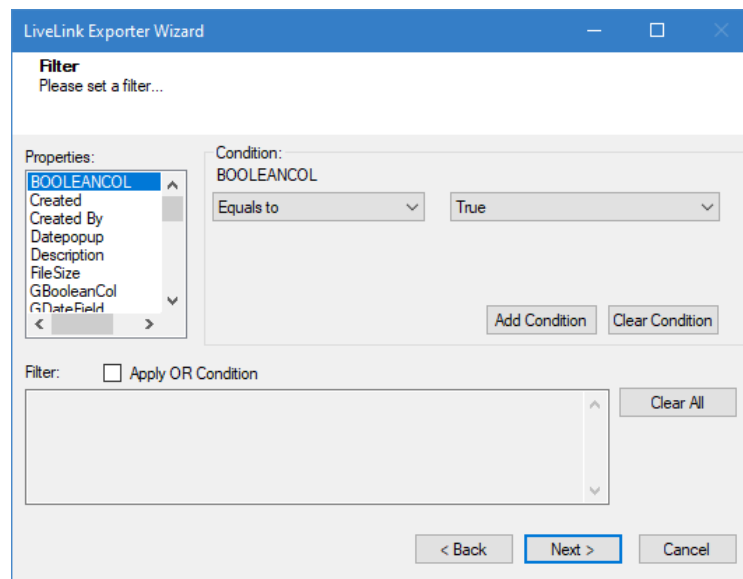 LiveLink Exporter Wizard
Filter
Please set a filter...
Properties:
BOOLEANCOL
Created
Created By
Datepopup
Description
FileSize
GBooleanCol
GDateField
Condition:
BOOLEANCOL
Equals to
True
Add Condition
Clear Condition
Filter:
Apply OR Condition
Clear All
< Back
Next >
Cancel